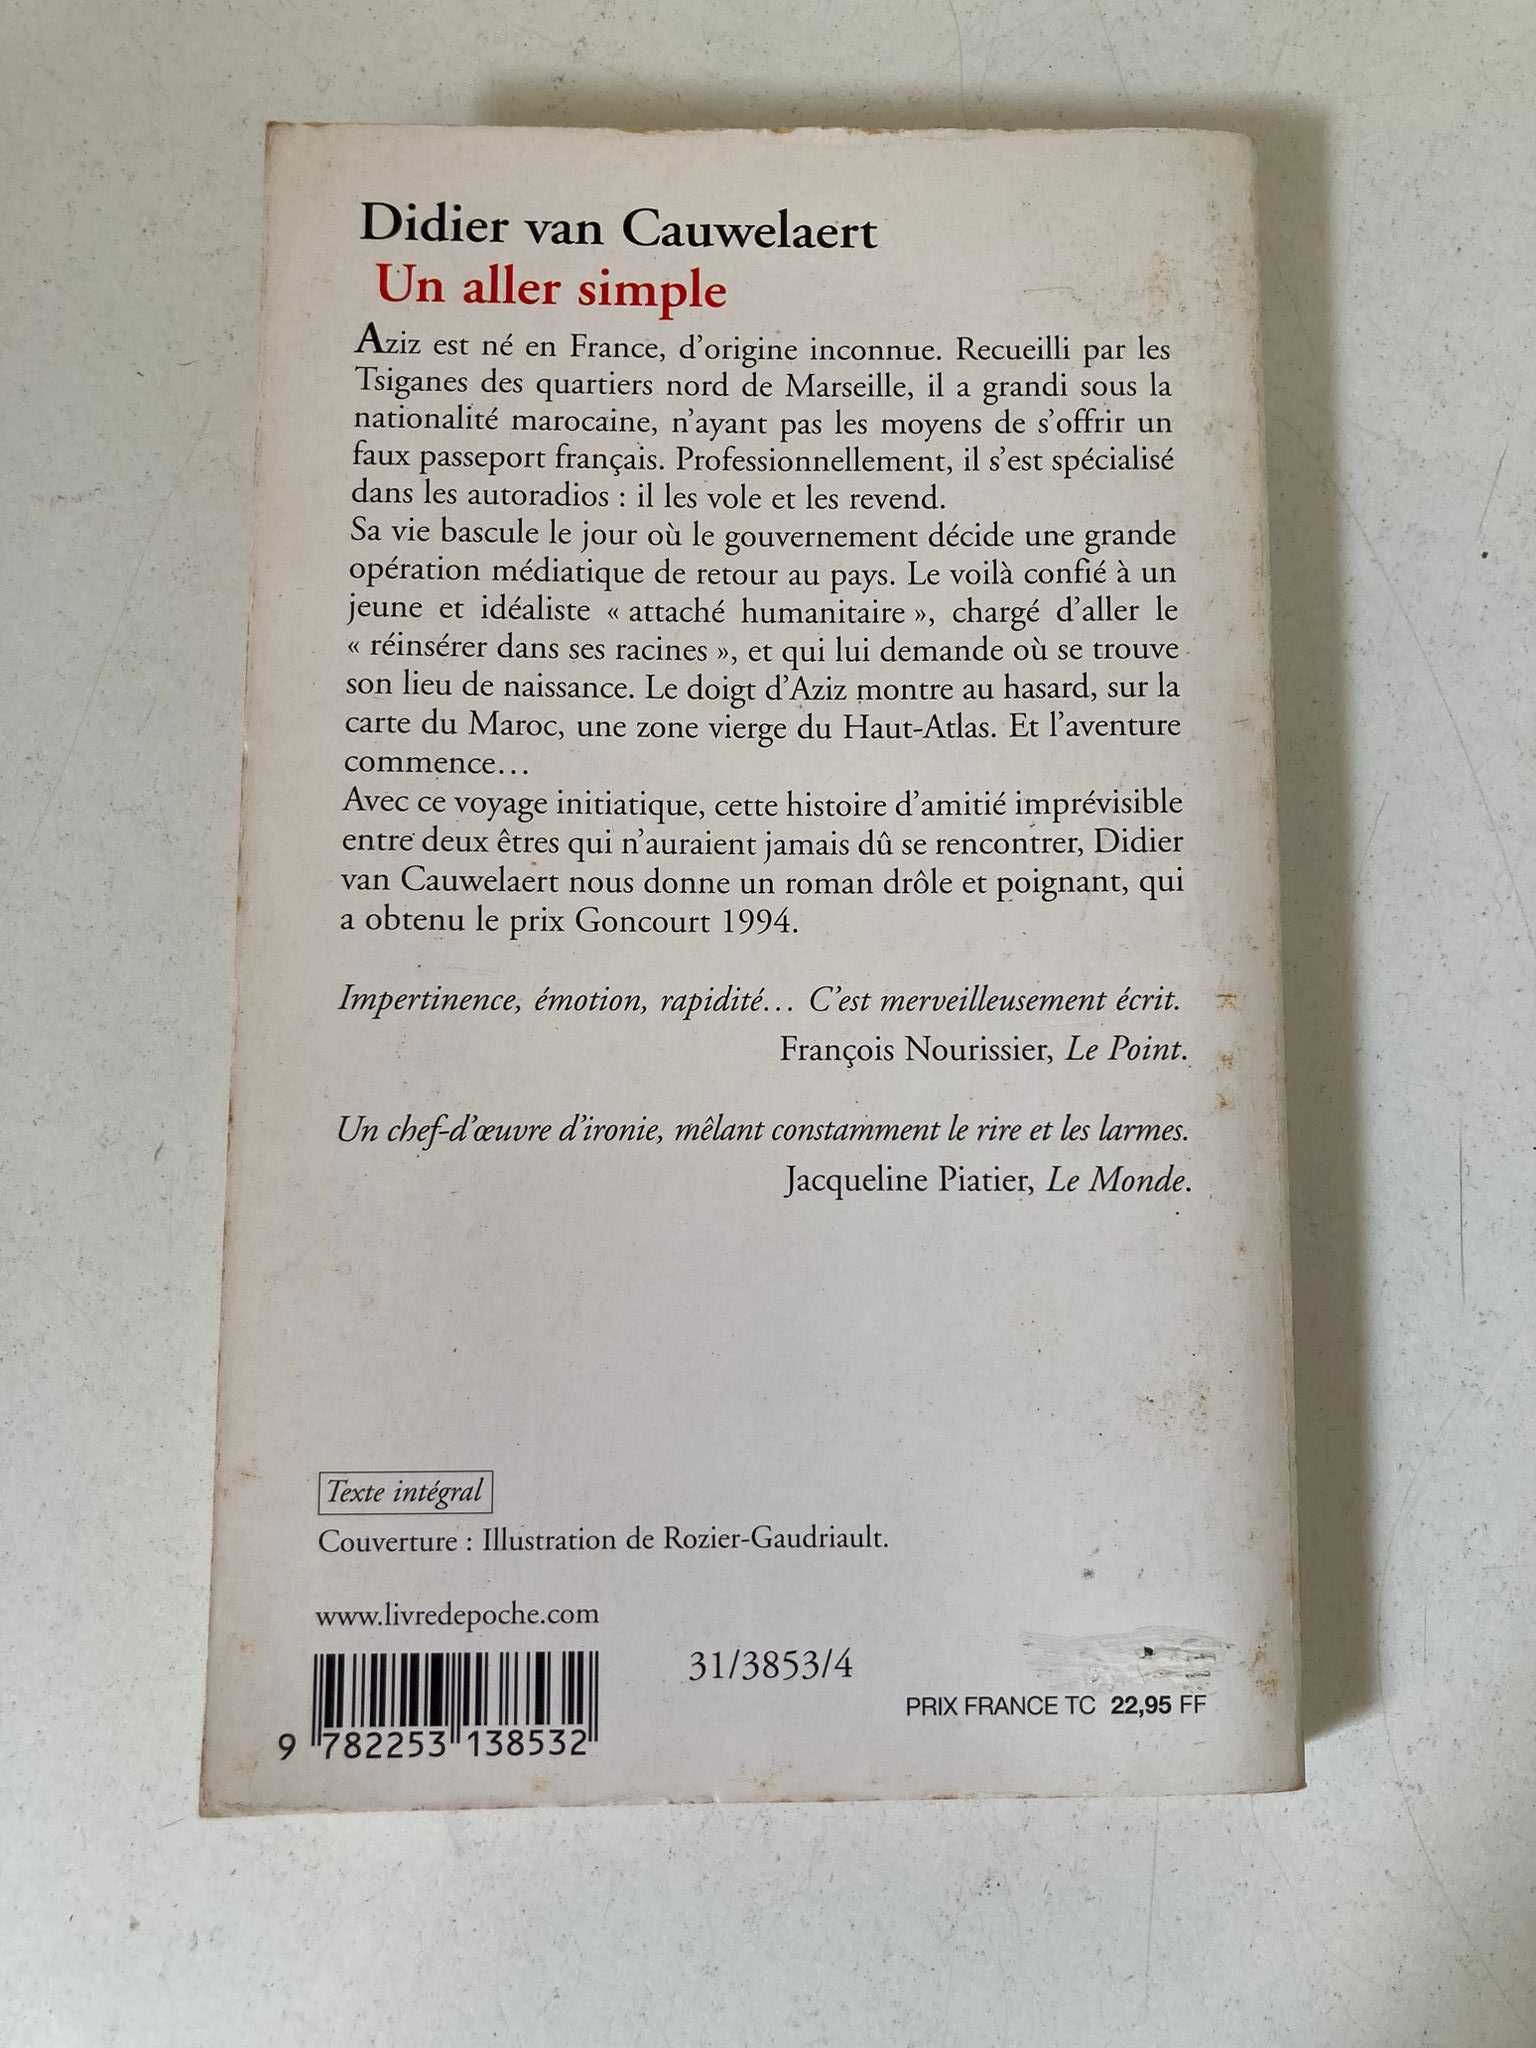 Didier van Cauwelaert
Un aller simple
Aziz est né en France, d'origine inconnue. Recueilli par les
Tsiganes des quartiers nord de Marseille, il a grandi sous la
nationalité marocaine, n'ayant pas les moyens de s'offrir un
faux passeport français. Professionnellement, il s'est spécialisé
dans les autoradios : il les vole et les revend.
Sa vie bascule le jour où le gouvernement décide une grande
opération médiatique de retour au pays. Le voilà confié à un
jeune et idéaliste « attaché humanitaire », chargé d'aller le
« réinsérer dans ses racines », et qui lui demande où se trouve
son lieu de naissance. Le doigt d'Aziz montre au hasard, sur la
carte du Maroc, une zone vierge du Haut-Atlas. Et l'aventure
commence…
Avec ce voyage initiatique, cette histoire d'amitié imprévisible
entre deux êtres qui n'auraient jamais dû se rencontrer, Didier
van Cauwelaert nous donne un roman drôle et poignant, qui
a obtenu le prix Goncourt 1994.
Impertinence, émotion, rapidité… C'est merveilleusement écrit.
François Nourissier, Le Point.
Un chef-d'œuvre d'ironie, mêlant constamment le rire et les larmes.
Jacqueline Piatier, Le Monde.
Texte intégral
Couverture : Illustration de Rozier-Gaudriault.
www.livredepoche.com
31/3853/4
PRIX FRANCE TC 22,95 FF
9 782253 138532